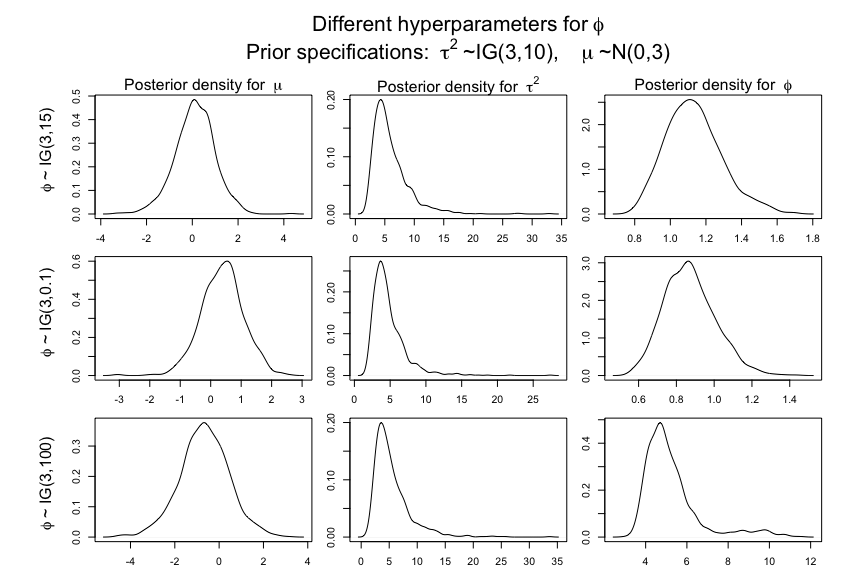 Different hyperparameters for ϕ
Prior specifications: τ² ~IG(3,10), μ ~N(0,3)
Posterior density for μ
Posterior density for τ²
Posterior density for ϕ
ϕ ~ IG(3,15)
0.0 0.1 0.2 0.3 0.4 0.5
-4 -2 0 2 4
0.00 0.10 0.20
0 5 10 15 20 25 30 35
0.0 1.0 2.0
0.8 1.0 1.2 1.4 1.6 1.8
ϕ ~ IG(3,0.1)
0.0 0.2 0.4 0.6
-3 -2 -1 0 1 2 3
0.00 0.10 0.20
0 5 10 15 20 25
0.0 1.0 2.0 3.0
0.6 0.8 1.0 1.2 1.4
ϕ ~ IG(3,100)
0.0 0.1 0.2 0.3
-4 -2 0 2 4
0.00 0.10 0.20
0 5 10 15 20 25 30 35
0.0 0.2 0.4
4 6 8 10 12